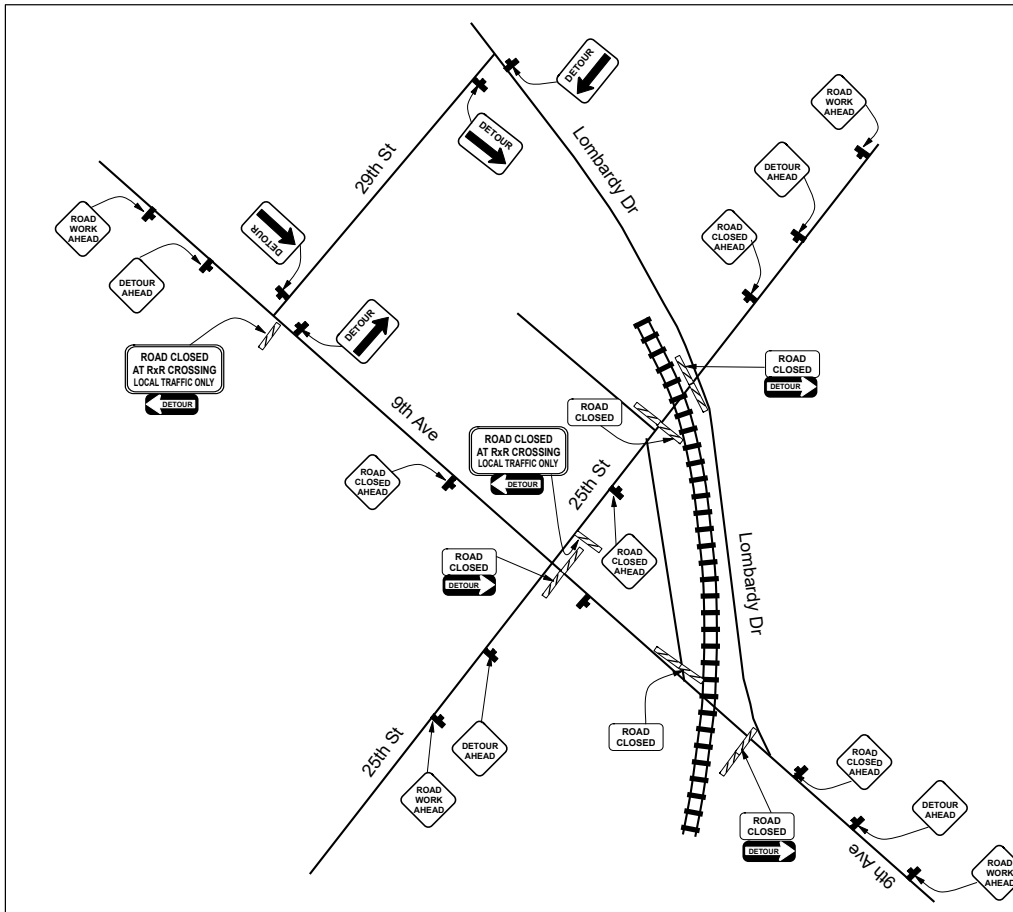 DETOUR
ROAD
WORK
AHEAD
DETOUR
29th St
Lombardy Dr
DETOUR
AHEAD
ROAD
WORK
AHEAD
DETOUR
ROAD
CLOSED
AHEAD
DETOUR
AHEAD
DETOUR
ROAD CLOSED
AT RxR CROSSING
LOCAL TRAFFIC ONLY
DETOUR
ROAD
CLOSED
DETOUR
9th Ave
ROAD
CLOSED
ROAD CLOSED
AT RxR CROSSING
LOCAL TRAFFIC ONLY
DETOUR
25th St
ROAD
CLOSED
AHEAD
ROAD
CLOSED
DETOUR
ROAD
CLOSED
AHEAD
Lombardy Dr
25th St
DETOUR
AHEAD
ROAD
CLOSED
ROAD
WORK
AHEAD
ROAD
CLOSED
AHEAD
DETOUR
AHEAD
ROAD
CLOSED
DETOUR
9th Ave
ROAD
WORK
AHEAD